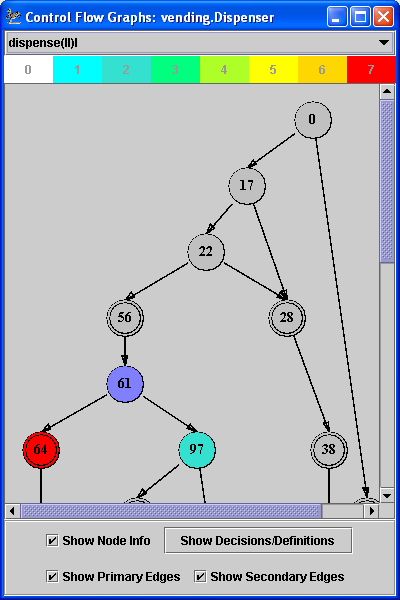 Control Flow Graphs: vending.Dispenser
dispense(II)I
0 1 2 3 4 5 6 7
0
17
22
56 28
61
64 97 38
Show Node Info Show Decisions/Definitions
Show Primary Edges Show Secondary Edges